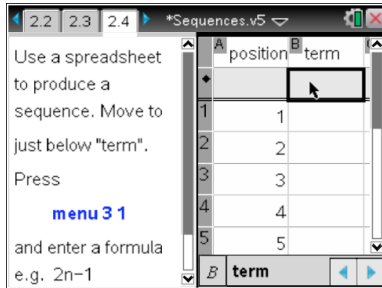 2.2 2.3 2.4 *Sequences.v5
Use a spreadsheet
to produce a
sequence. Move to
just below "term".
Press
menu 3 1
and enter a formula
e.g. 2n−1
A position B term
◆
1 1
2 2
3 3
4 4
5 5
B term